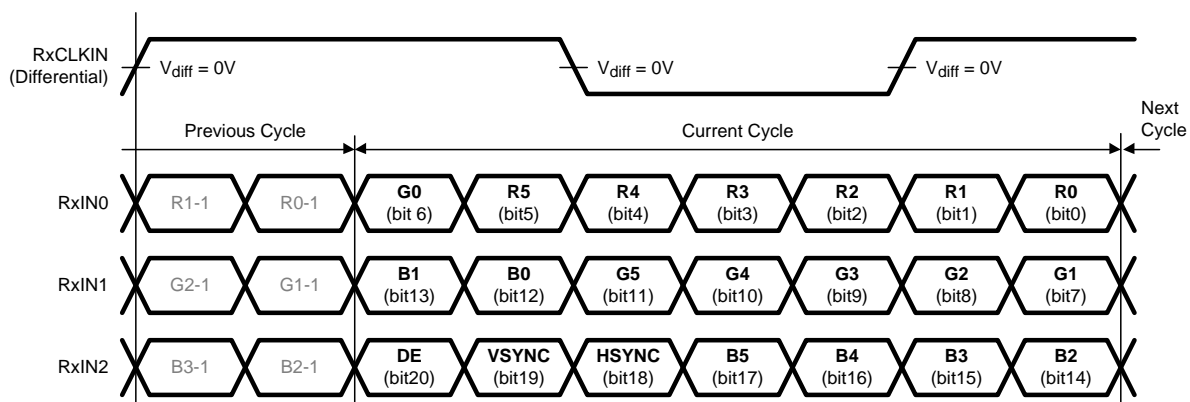 RxCLKIN
(Differential)
Vdiff = 0V
Vdiff = 0V
Vdiff = 0V
Previous Cycle
Current Cycle
Next
Cycle
RxIN0
R1-1
R0-1
G0
(bit 6)
R5
(bit5)
R4
(bit4)
R3
(bit3)
R2
(bit2)
R1
(bit1)
R0
(bit0)
RxIN1
G2-1
G1-1
B1
(bit13)
B0
(bit12)
G5
(bit11)
G4
(bit10)
G3
(bit9)
G2
(bit8)
G1
(bit7)
RxIN2
B3-1
B2-1
DE
(bit20)
VSYNC
(bit19)
HSYNC
(bit18)
B5
(bit17)
B4
(bit16)
B3
(bit15)
B2
(bit14)